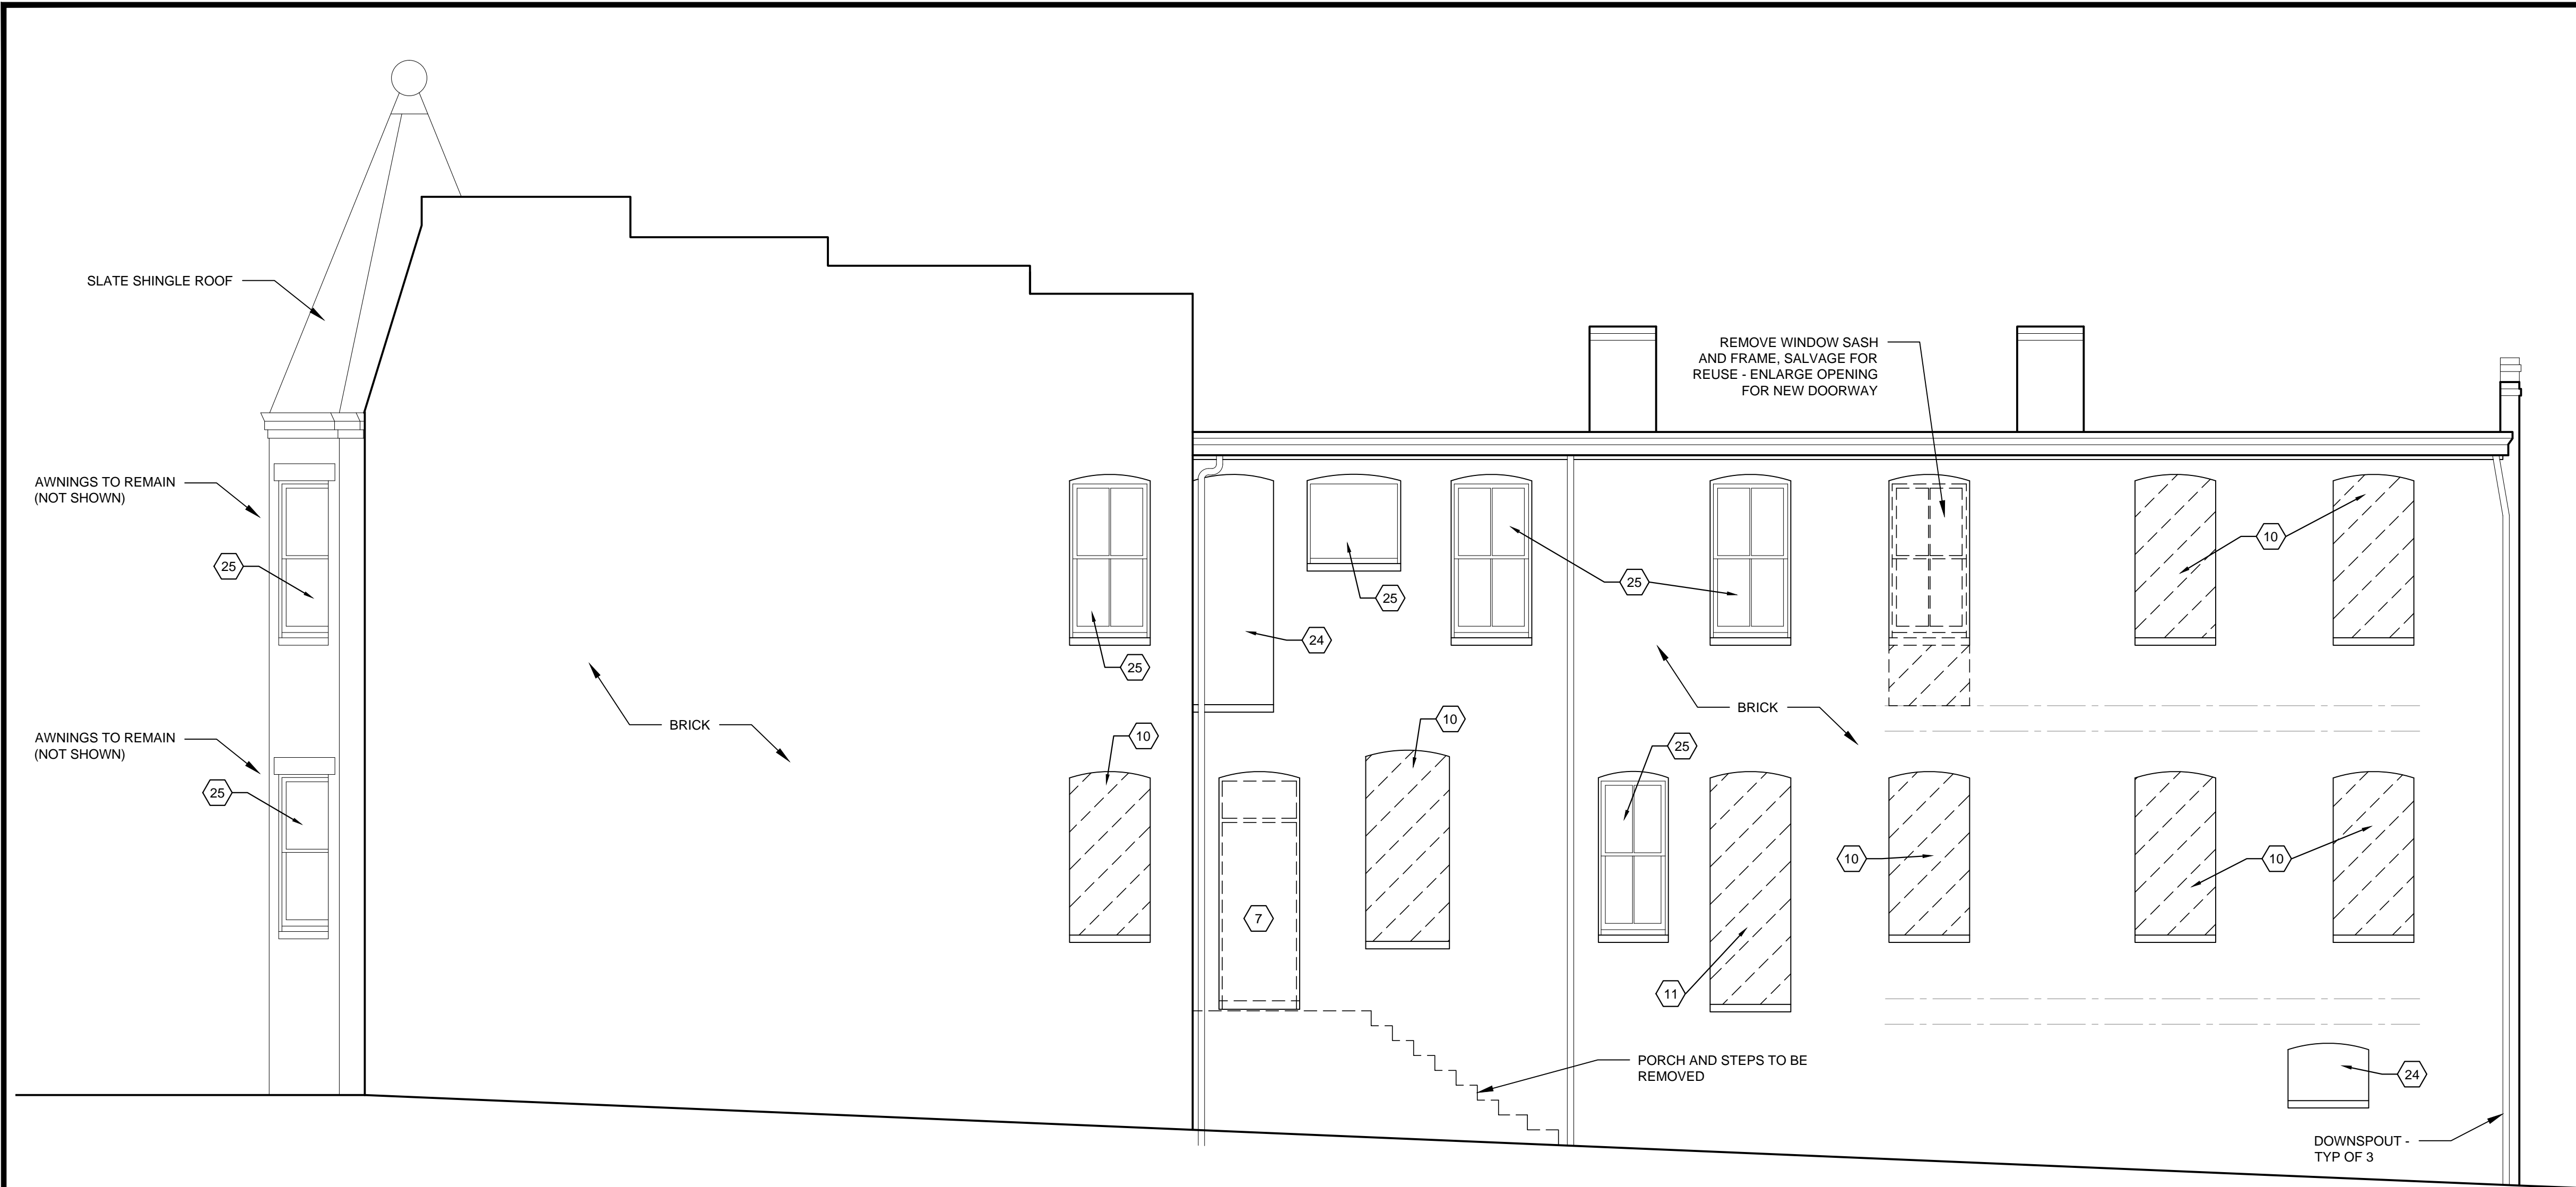 SLATE SHINGLE ROOF
REMOVE WINDOW SASH
AND FRAME, SALVAGE FOR
REUSE - ENLARGE OPENING
FOR NEW DOORWAY
AWNINGS TO REMAIN
(NOT SHOWN)
25
25
24
25
25
10
BRICK
BRICK
AWNINGS TO REMAIN
(NOT SHOWN)
25
10
10
25
7
11
10
10
PORCH AND STEPS TO BE
REMOVED
24
DOWNSPOUT -
TYP OF 3